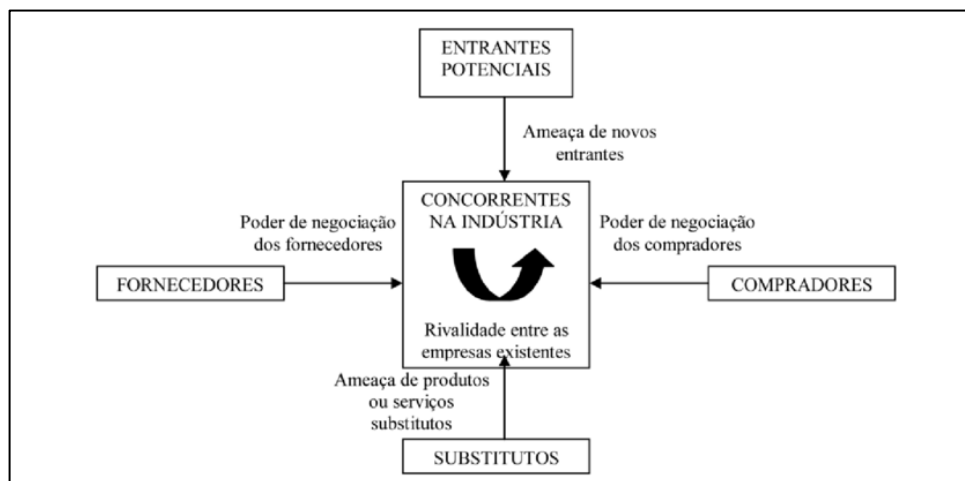 ENTRANTES
POTENCIAIS
Ameaça de novos
entrantes
CONCORRENTES
NA INDÚSTRIA
Poder de negociação
dos fornecedores
Poder de negociação
dos compradores
FORNECEDORES
COMPRADORES
Rivalidade entre as
empresas existentes
Ameaça de produtos
ou serviços
substitutos
SUBSTITUTOS